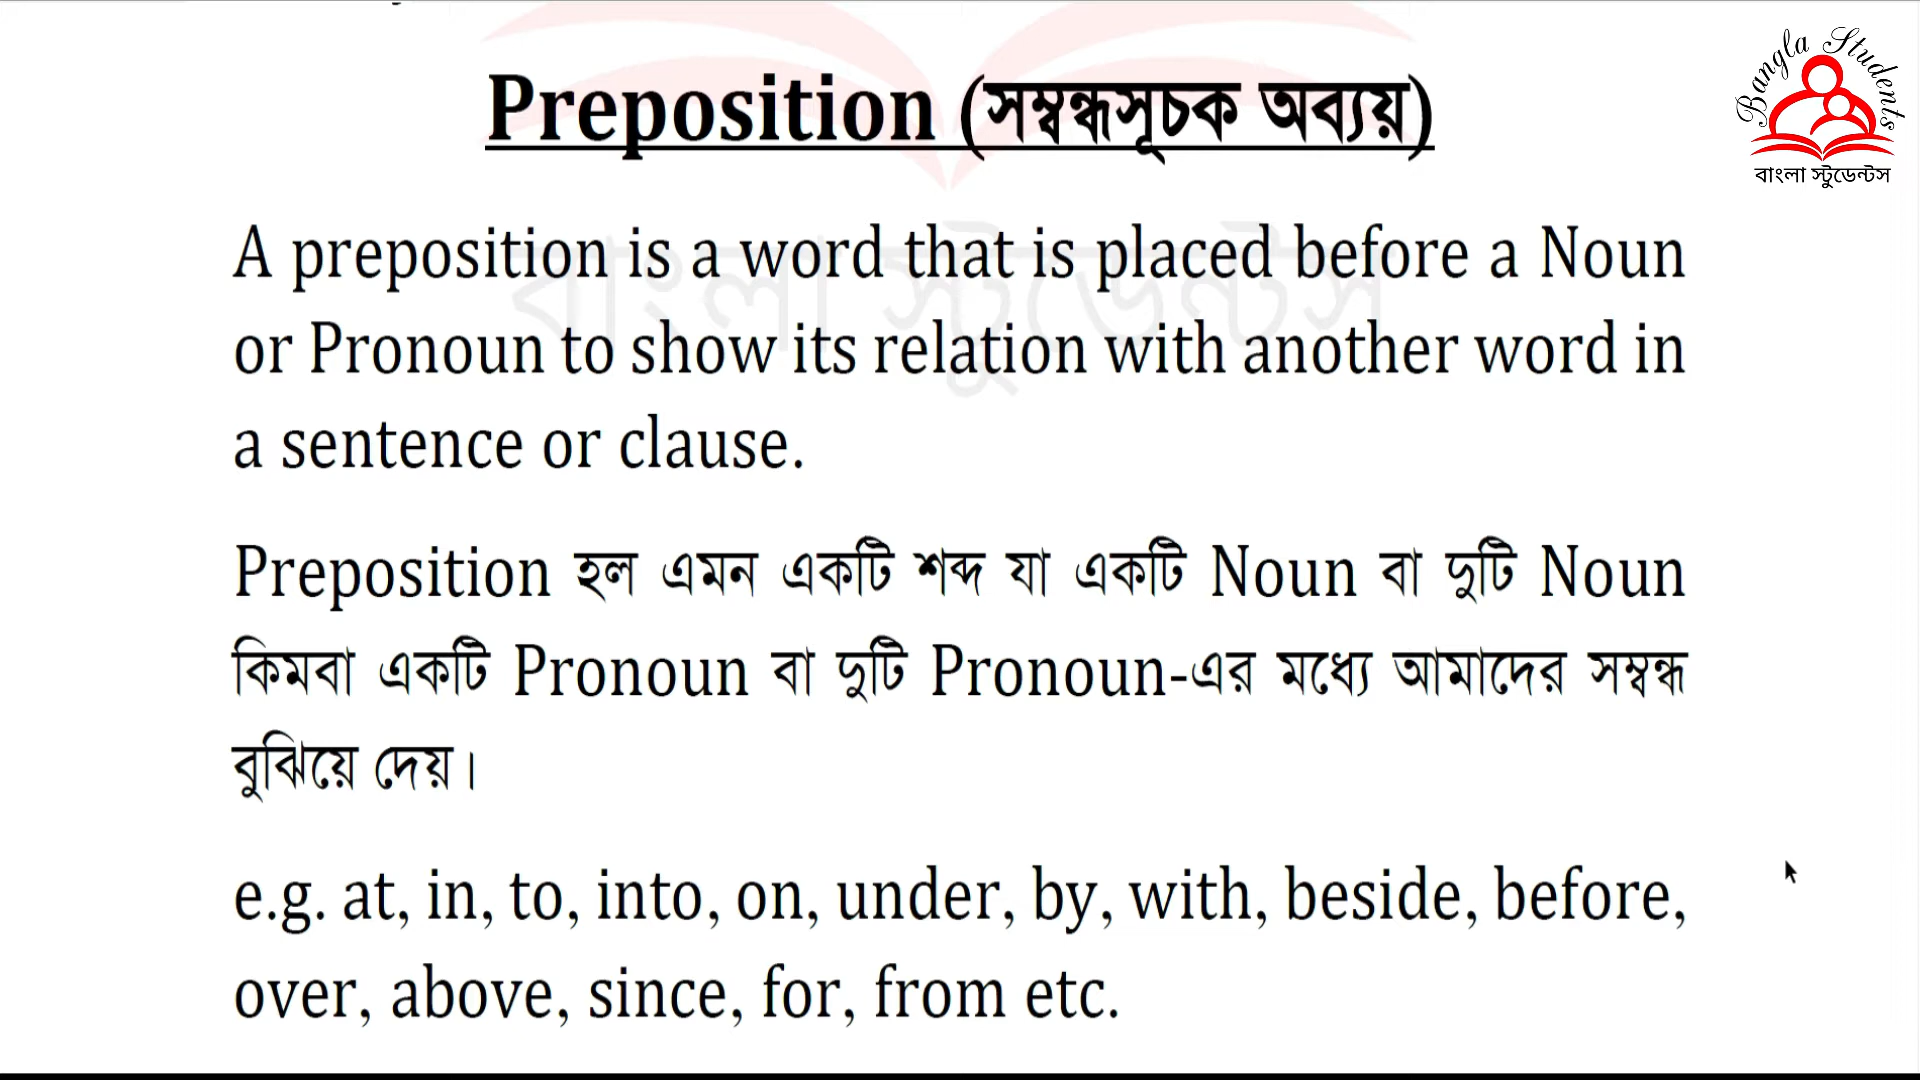 Preposition (সম্বন্ধসূচক অব্যয়)
Bangla Students
বাংলা স্টুডেন্টস
A preposition is a word that is placed before a Noun
or Pronoun to show its relation with another word in
a sentence or clause.
বাংলা স্টুডেন্টস
Preposition হল এমন একটি শব্দ যা একটি Noun বা দুটি Noun
কিমবা একটি Pronoun বা দুটি Pronoun-এর মধ্যে আমাদের সম্বন্ধ
বুঝিয়ে দেয়।
e.g. at, in, to, into, on, under, by, with, beside, before,
over, above, since, for, from etc.